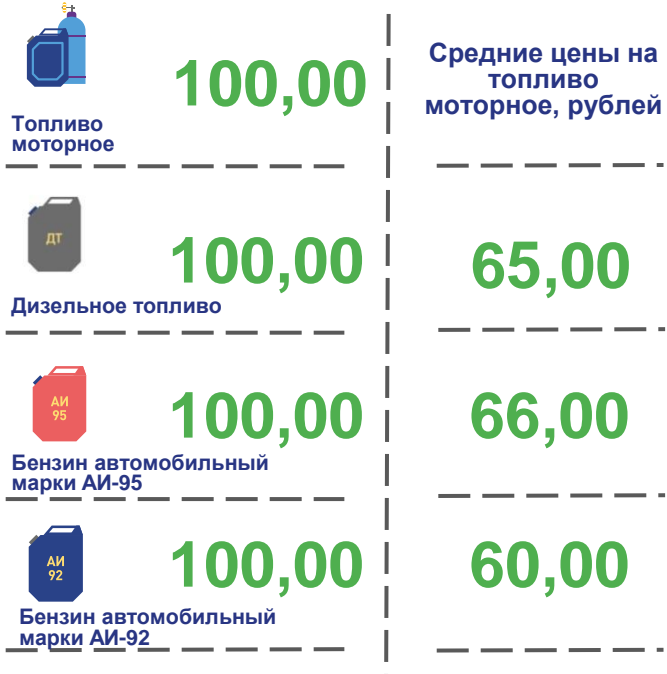 100,00
Топливо
моторное
Средние цены на
топливо
моторное, рублей
ДТ
100,00
65,00
Дизельное топливо
АИ
95
100,00
66,00
Бензин автомобильный
марки АИ-95
АИ
92
100,00
60,00
Бензин автомобильный
марки АИ-92